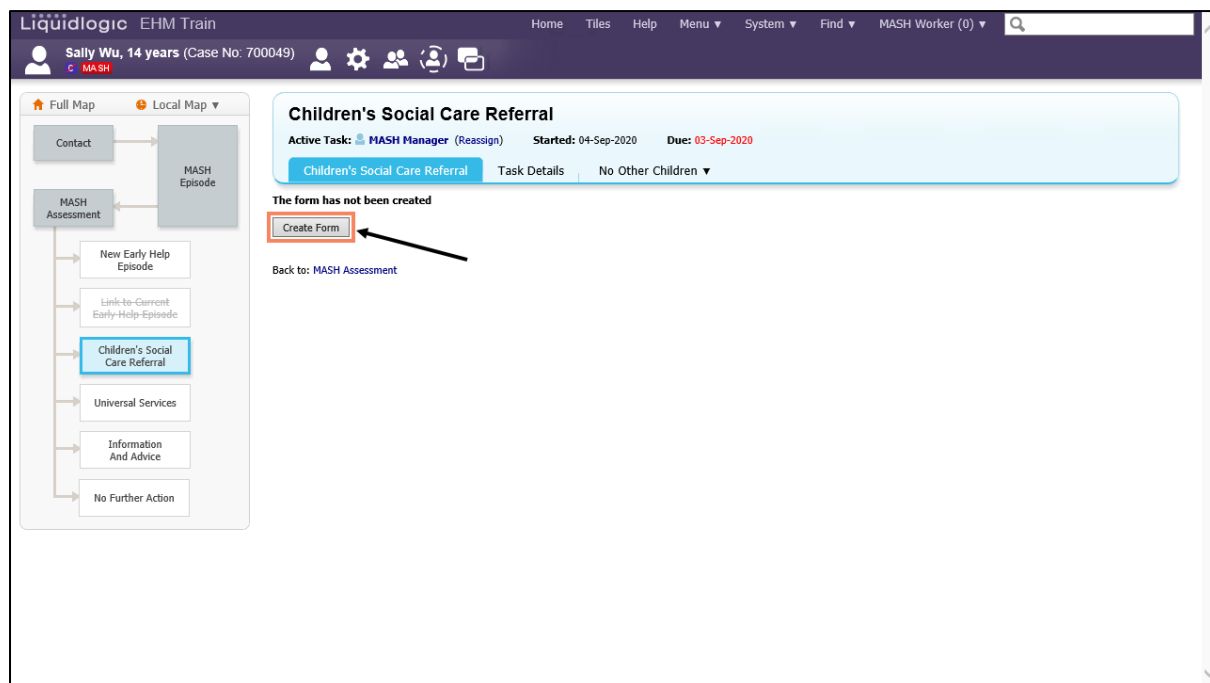 Liquidlogic EHM Train
Home Tiles Help Menu ▼ System ▼ Find ▼ MASH Worker (0) ▼
Sally Wu, 14 years (Case No: 700049)
C MASH
Full Map Local Map ▼
Contact
MASH
Episode
MASH
Assessment
New Early Help
Episode
Link to Current
Early Help Episode
Children's Social
Care Referral
Universal Services
Information
And Advice
No Further Action
Children's Social Care Referral
Active Task: MASH Manager (Reassign) Started: 04-Sep-2020 Due: 03-Sep-2020
Children's Social Care Referral Task Details No Other Children ▼
The form has not been created
Create Form
Back to: MASH Assessment